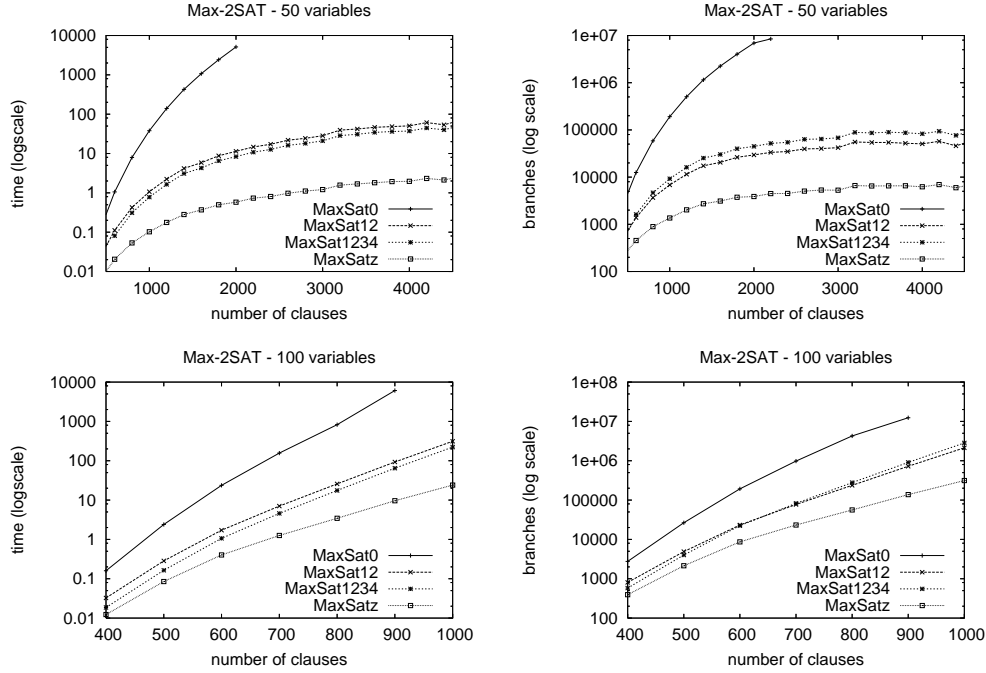 Max-2SAT - 50 variables
time (logscale)
10000
1000
100
10
1
0.1
0.01
MaxSat0
MaxSat12
MaxSat1234
MaxSatz
1000 2000 3000 4000
number of clauses
Max-2SAT - 50 variables
branches (log scale)
1e+07
1e+06
100000
10000
1000
100
MaxSat0
MaxSat12
MaxSat1234
MaxSatz
1000 2000 3000 4000
number of clauses
Max-2SAT - 100 variables
time (logscale)
10000
1000
100
10
1
0.1
0.01
MaxSat0
MaxSat12
MaxSat1234
MaxSatz
400 500 600 700 800 900 1000
number of clauses
Max-2SAT - 100 variables
branches (log scale)
1e+08
1e+07
1e+06
100000
10000
1000
100
MaxSat0
MaxSat12
MaxSat1234
MaxSatz
400 500 600 700 800 900 1000
number of clauses